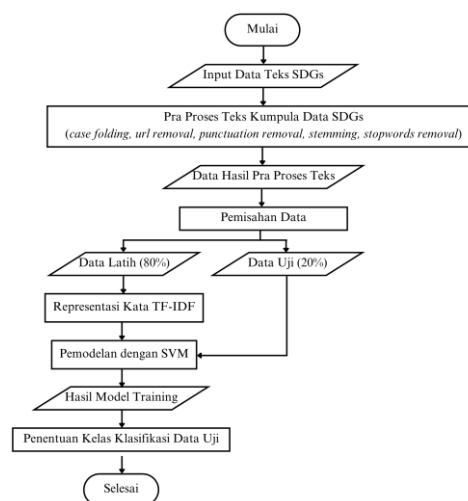 Mulai
Input Data Teks SDGs
Pra Proses Teks Kumpula Data SDGs
(case folding, url removal, punctuation removal, stemming, stopwords removal)
Data Hasil Pra Proses Teks
Pemisahan Data
Data Latih (80%)
Data Uji (20%)
Representasi Kata TF-IDF
Pemodelan dengan SVM
Hasil Model Training
Penentuan Kelas Klasifikasi Data Uji
Selesai